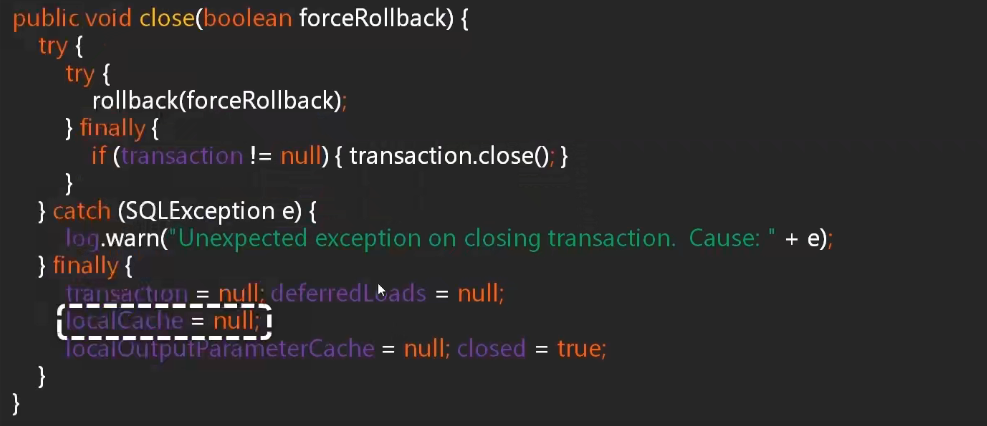 public void close(boolean forceRollback) {
try {
try {
rollback(forceRollback);
} finally {
if (transaction != null) { transaction.close(); }
}
} catch (SQLException e) {
log.warn("Unexpected exception on closing transaction.  Cause: " + e);
} finally {
transaction = null; deferredLoads = null;
localCache = null;
localOutputParameterCache = null; closed = true;
}
}